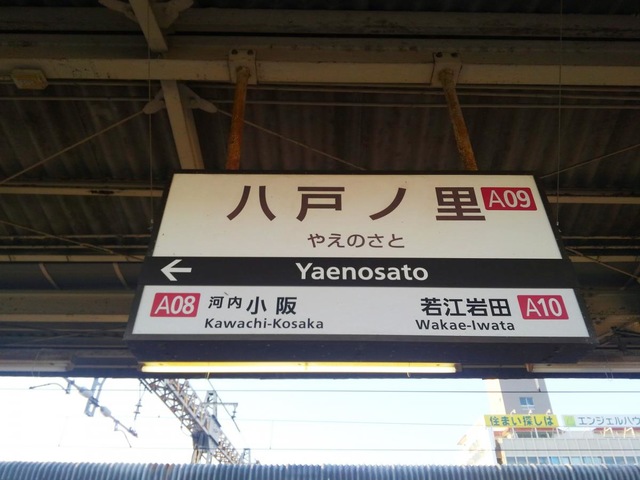 八戸ノ里 A09
やえのさと
← Yaenosato
A08 河内小阪 若江岩田 A10
Kawachi-Kosaka Wakae-Iwata
住まい探しは エンジェルハウ